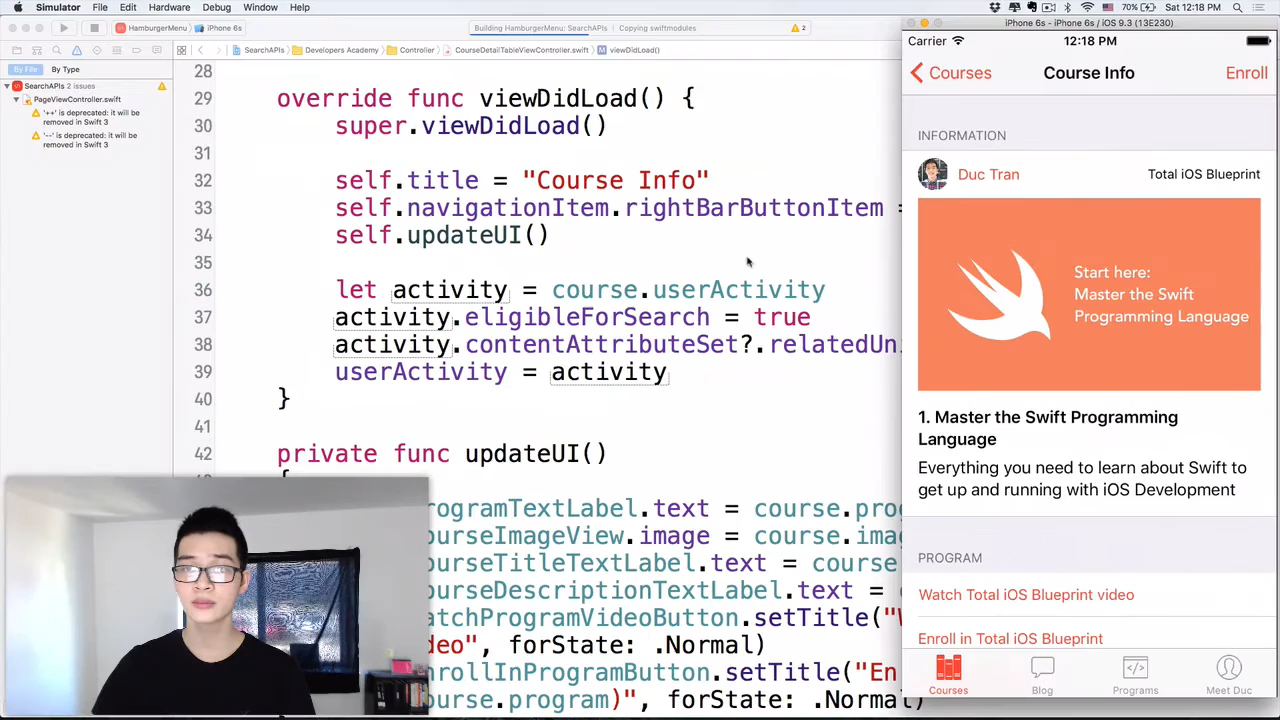 Simulator File Edit Hardware Debug Window Help
70% Sat 12:18 PM
HamburgerMenu iPhone 6s
Building HamburgerMenu: SearchAPIs Copying swiftmodules
2
iPhone 6s - iPhone 6s / iOS 9.3 (13E230)
SearchAPIs Developers Academy Controller CourseDetailTableViewController.swift M viewDidLoad()
By File By Type
SearchAPIs 2 issues
PageViewController.swift
'++' is deprecated: it will be
removed in Swift 3
'--' is deprecated: it will be
removed in Swift 3
28
29 override func viewDidLoad() {
30 super.viewDidLoad()
31
32 self.title = "Course Info"
33 self.navigationItem.rightBarButtonItem =
34 self.updateUI()
35
36 let activity = course.userActivity
37 activity.eligibleForSearch = true
38 activity.contentAttributeSet?.relatedUni
39 userActivity = activity
40 }
41
42 private func updateUI()
{
rogramTextLabel.text = course.prog
ourseImageView.image = course.imag
ourseTitleTextLabel.text = course.
ourseDescriptionTextLabel.text =
atchProgramVideoButton.setTitle("W
deo", forState: .Normal)
nrollInProgramButton.setTitle("En
ourse.program)", forState: .Normal)
Carrier 12:18 PM
Courses Course Info Enroll
INFORMATION
Duc Tran Total iOS Blueprint
Start here:
Master the Swift
Programming Language
1. Master the Swift Programming
Language
Everything you need to learn about Swift to
get up and running with iOS Development
PROGRAM
Watch Total iOS Blueprint video
Enroll in Total iOS Blueprint
Courses Blog Programs Meet Duc